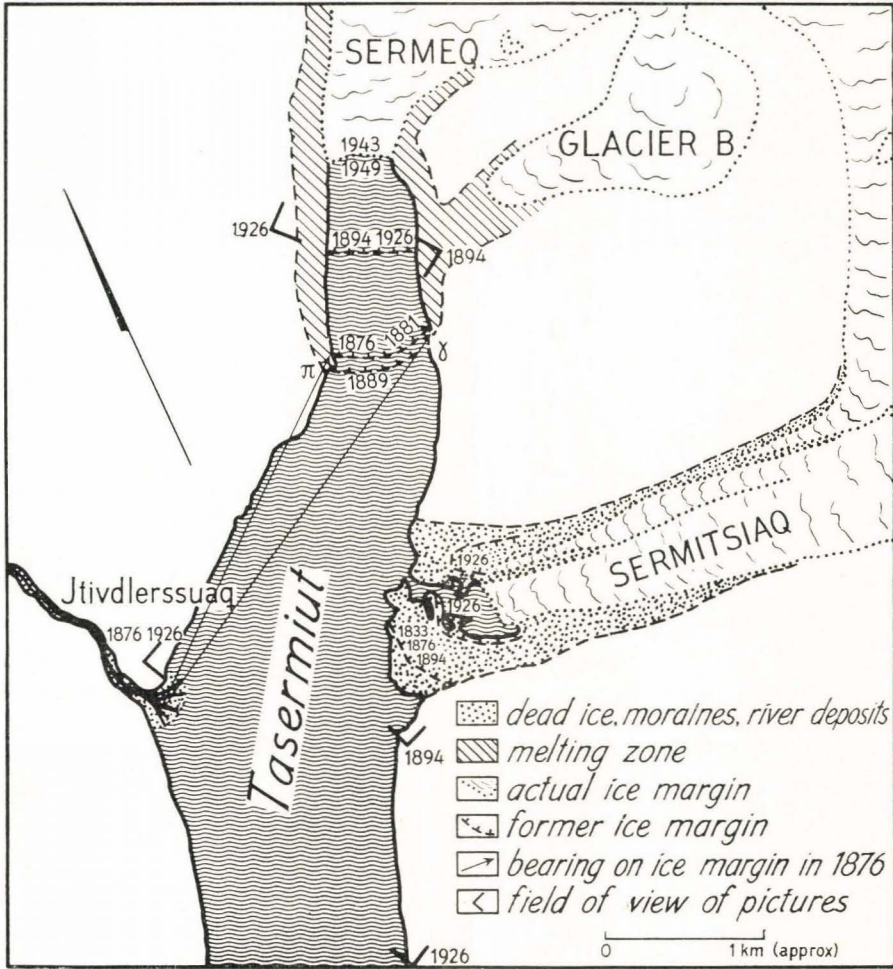 SERMEQ
GLACIER B
1943
1949
1926
1894 1926
1894
1876 1881
π
γ
1889
SERMITSIAQ
1926
Jtivdlerssuaq
1926
1876 1926
1833
1876
1894
Tasermiut
1894
dead ice, moraines, river deposits
melting zone
actual ice margin
former ice margin
bearing on ice margin in 1876
field of view of pictures
0 1 km (approx)
1926